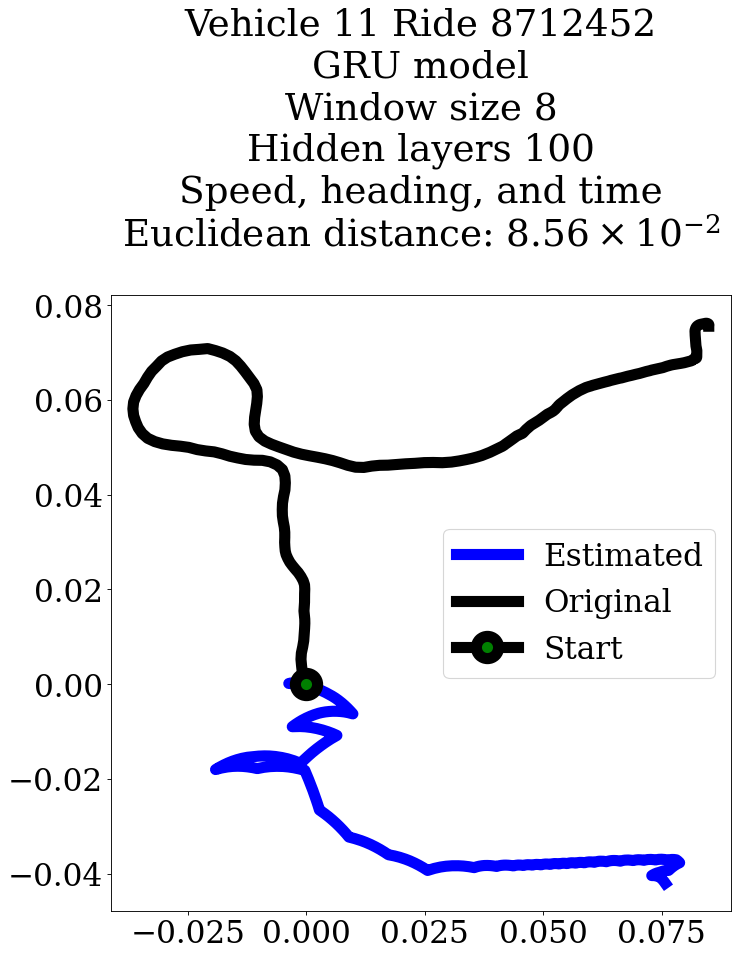 Vehicle 11 Ride 8712452
GRU model
Window size 8
Hidden layers 100
Speed, heading, and time
Euclidean distance: 8.56 × 10⁻²
0.08
0.06
0.04
0.02
0.00
−0.02
−0.04
Estimated
Original
Start
−0.025 0.000 0.025 0.050 0.075